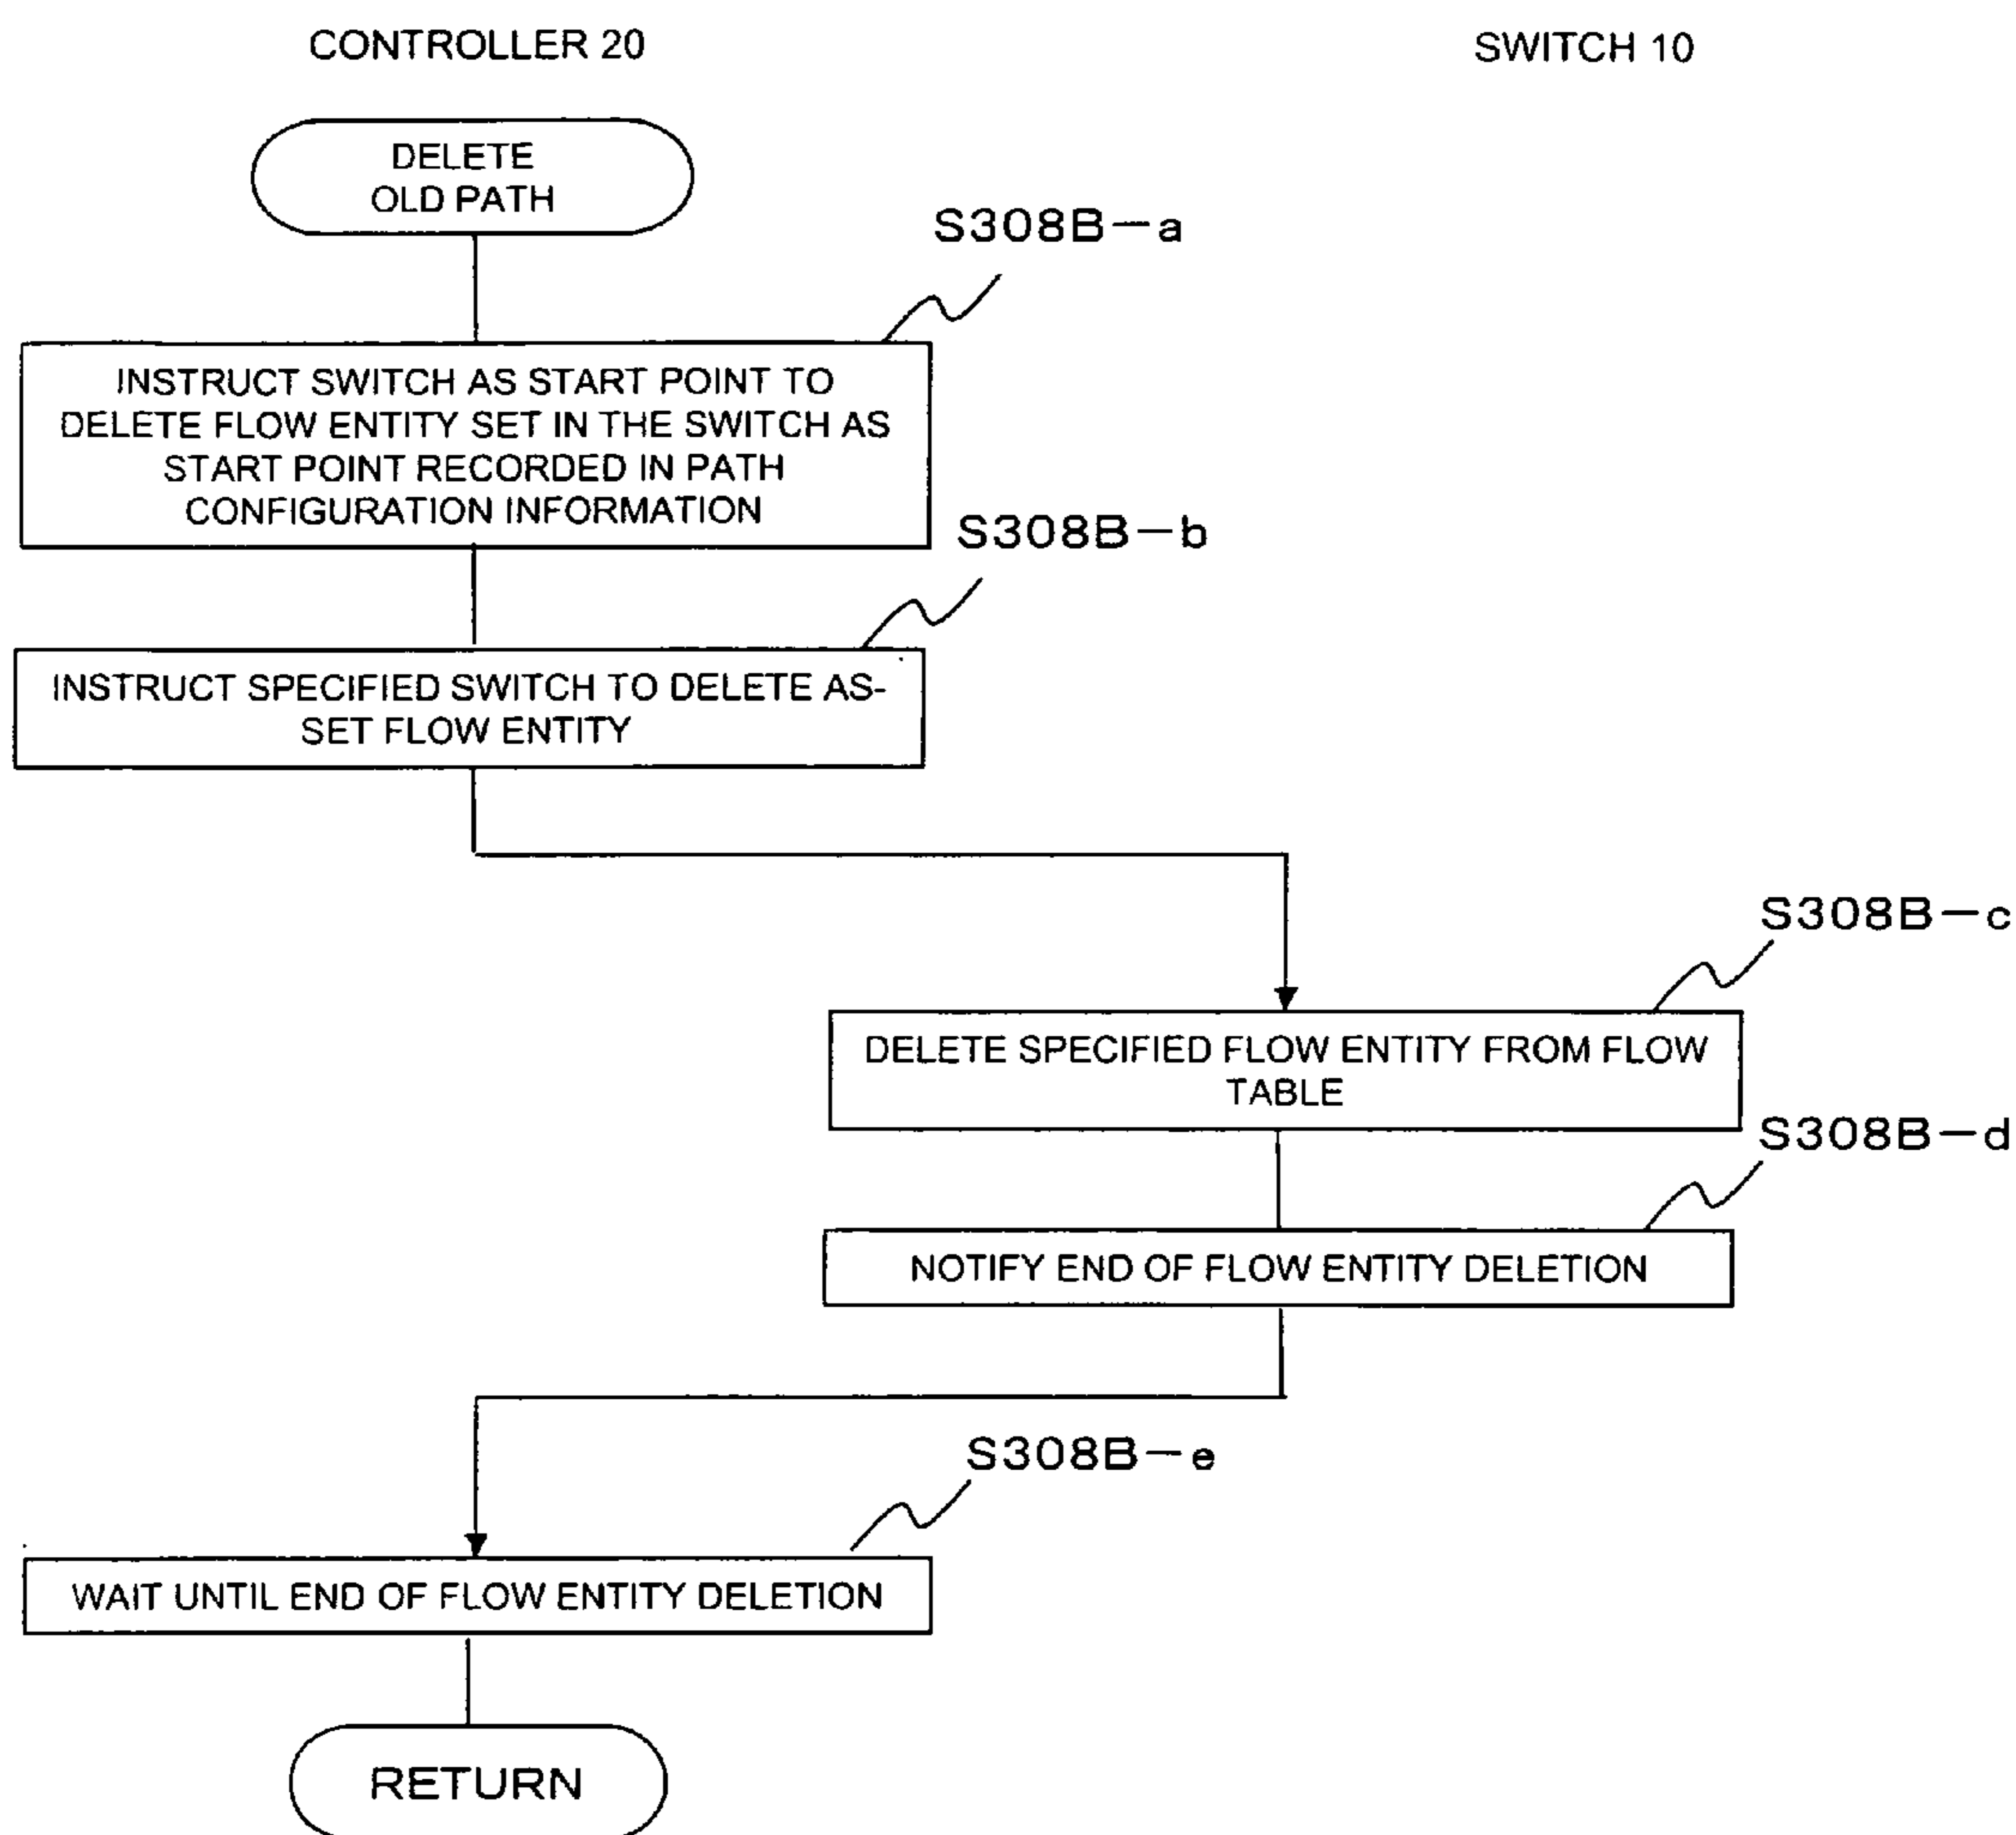 CONTROLLER 20
SWITCH 10
DELETE
OLD PATH
S308B-a
INSTRUCT SWITCH AS START POINT TO
DELETE FLOW ENTITY SET IN THE SWITCH AS
START POINT RECORDED IN PATH
CONFIGURATION INFORMATION
S308B-b
INSTRUCT SPECIFIED SWITCH TO DELETE AS-
SET FLOW ENTITY
S308B-c
DELETE SPECIFIED FLOW ENTITY FROM FLOW
TABLE
S308B-d
NOTIFY END OF FLOW ENTITY DELETION
S308B-e
WAIT UNTIL END OF FLOW ENTITY DELETION
RETURN